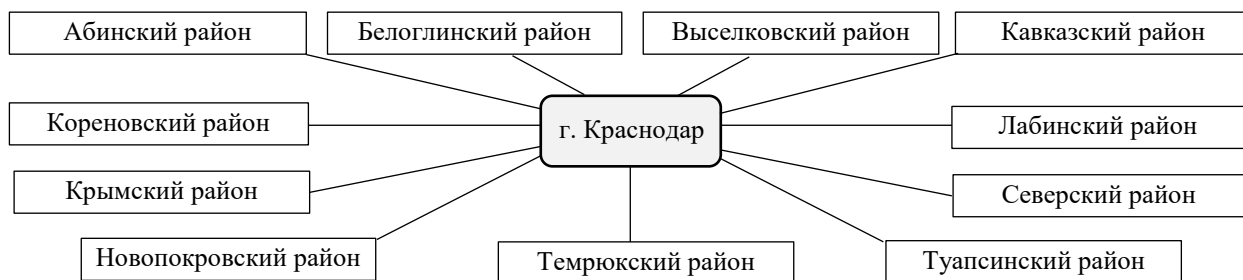 Абинский район
Белоглинский район
Выселковский район
Кавказский район
Кореновский район
г. Краснодар
Лабинский район
Крымский район
Северский район
Новопокровский район
Темрюкский район
Туапсинский район